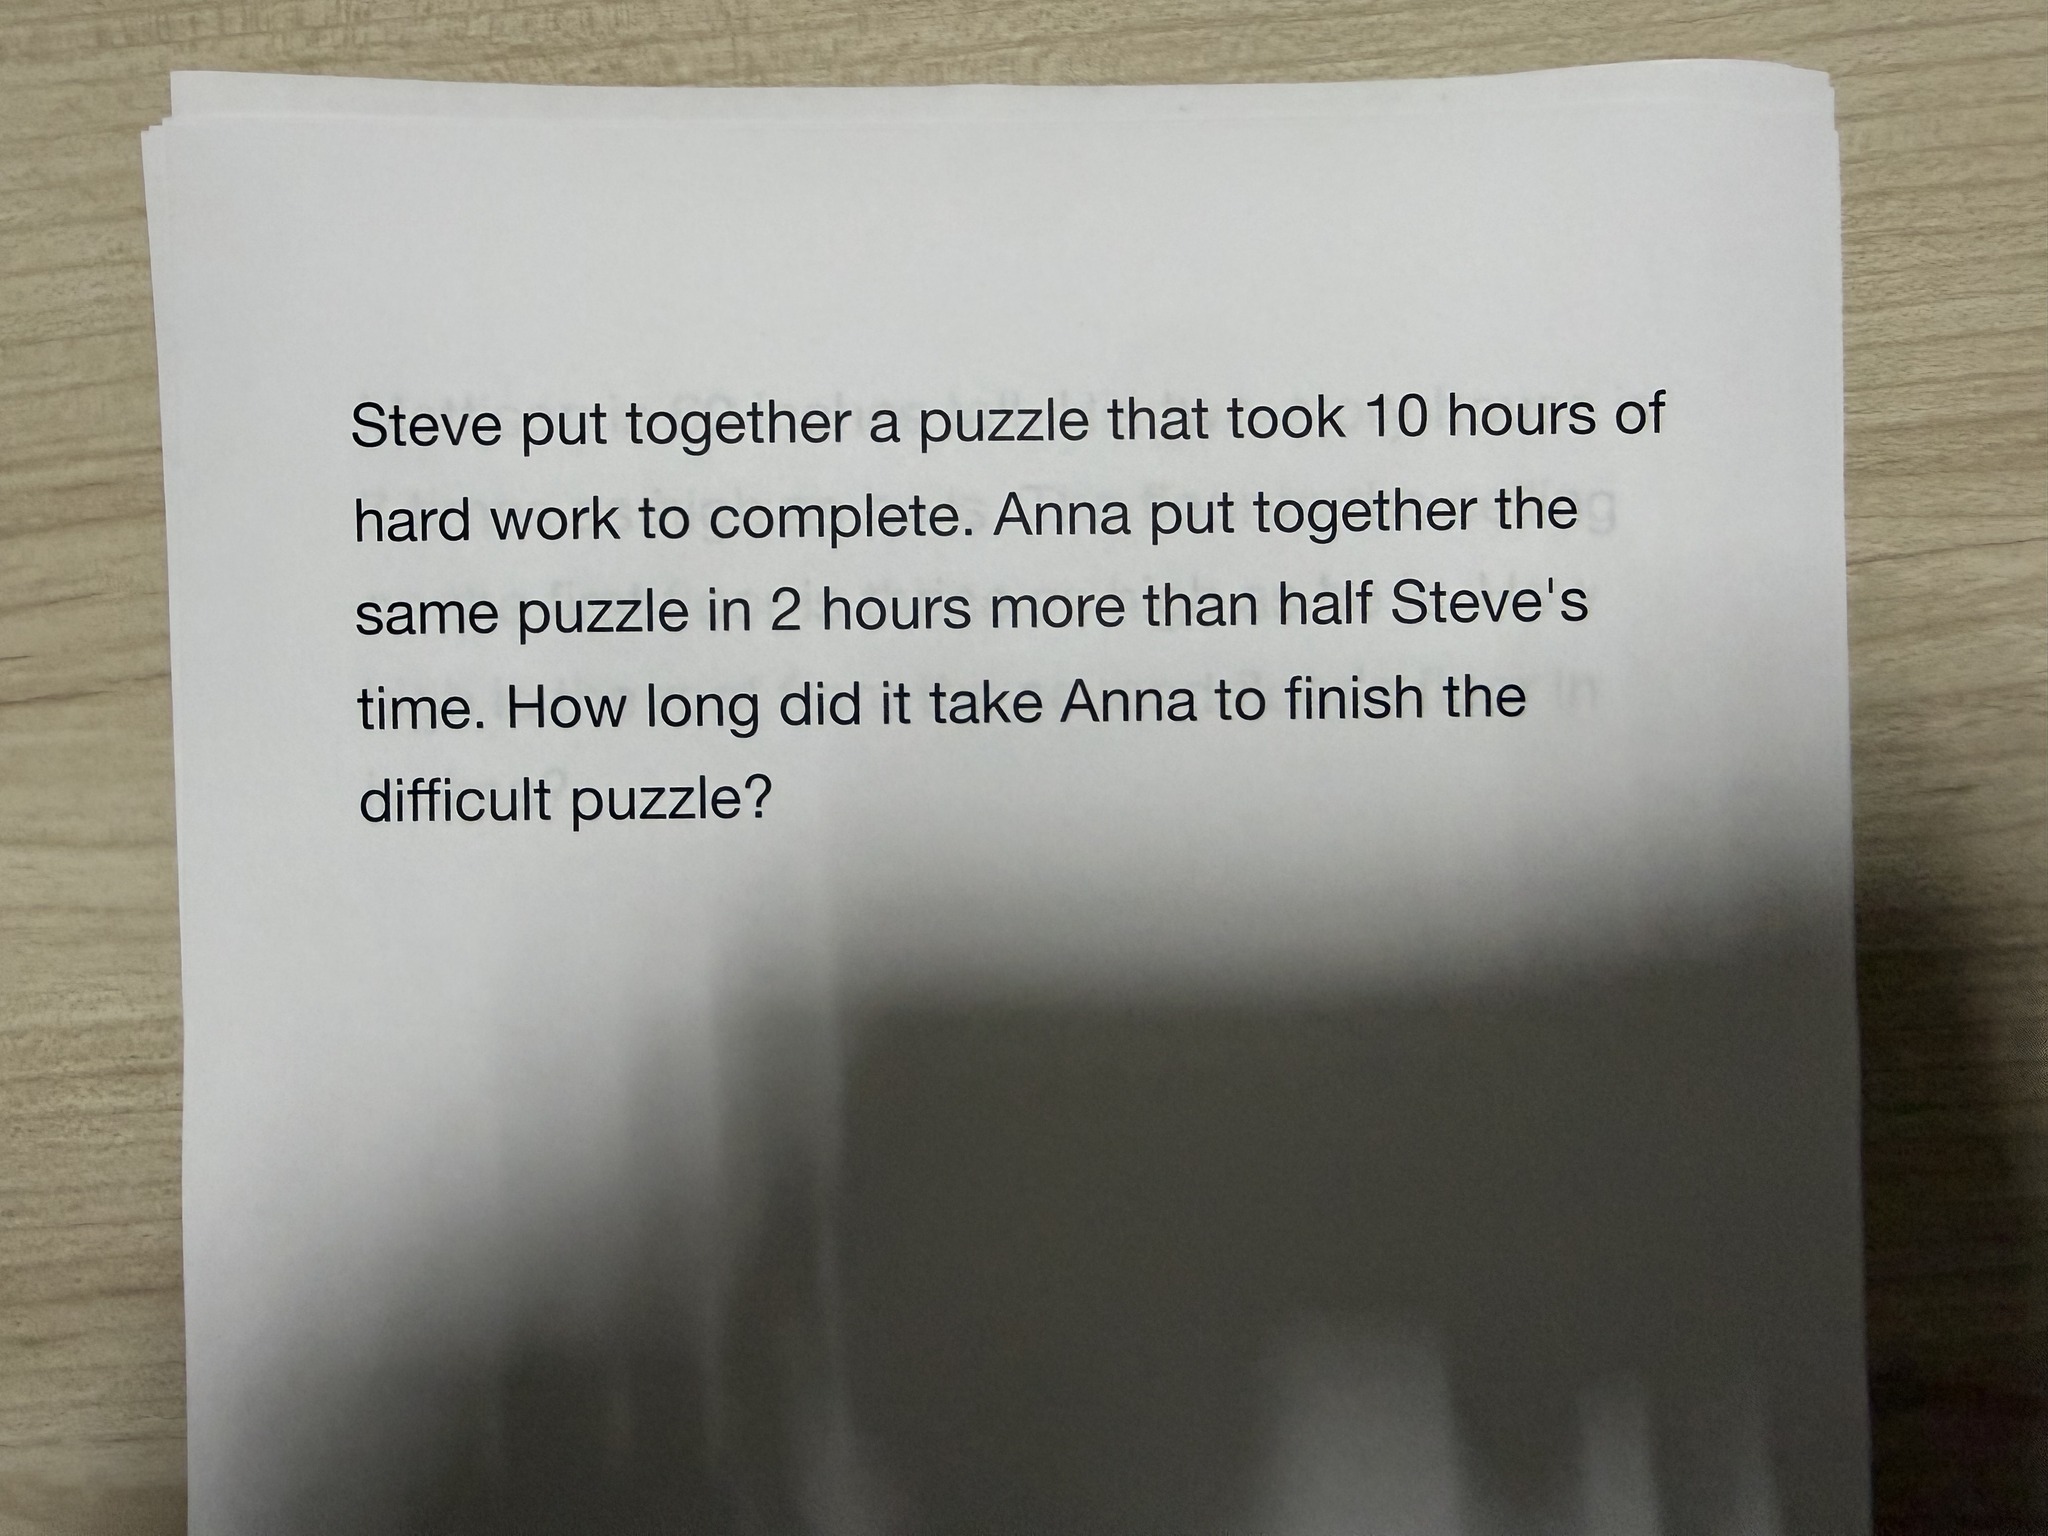 Steve put together a puzzle that took 10 hours of
hard work to complete. Anna put together the
same puzzle in 2 hours more than half Steve's
time. How long did it take Anna to finish the
difficult puzzle?